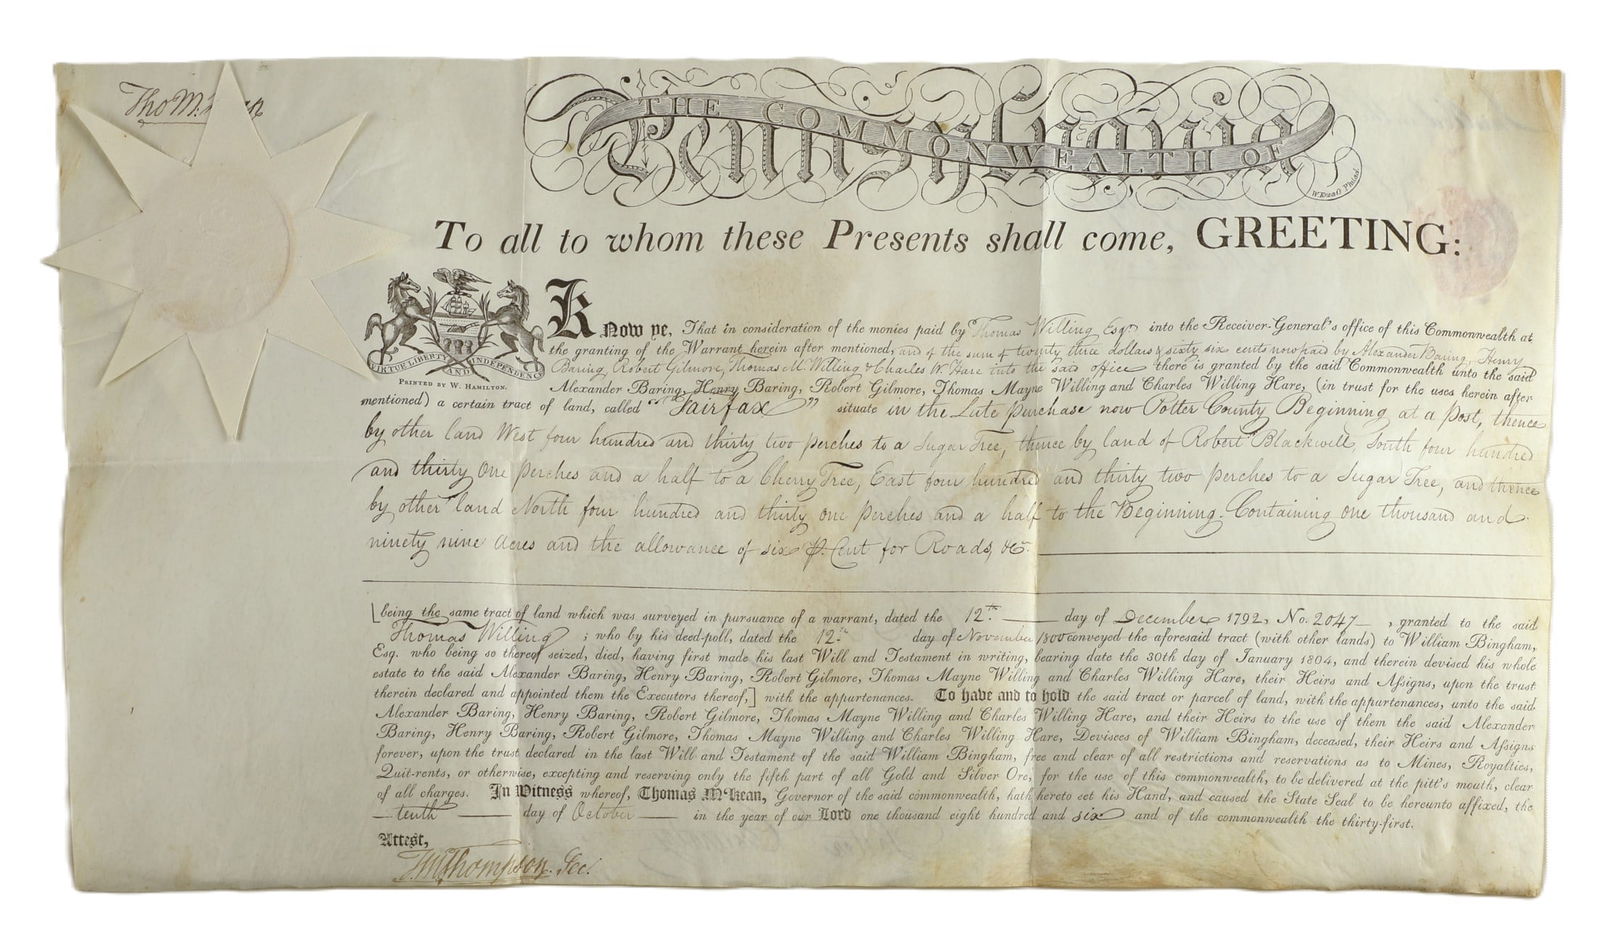 Tho M:Kean
THE COMMONWEALTH OF
Pennsylvania
W. Kneaſs Philad.
To all to whom these Presents shall come, GREETING:
VIRTUE LIBERTY AND INDEPENDENCE
PRINTED BY W. HAMILTON.
Know ye, That in consideration of the monies paid by Thomas Willing Esqr. into the Receiver-General's office of this Commonwealth at
the granting of the Warrant herein after mentioned, and of the sum of twenty three dollars & sixty six cents now paid by Alexander Baring, Henry
Baring, Robert Gilmore, Thomas M. Willing & Charles W. Hare into the said office there is granted by the said Commonwealth unto the said
Alexander Baring, Henry Baring, Robert Gilmore, Thomas Mayne Willing and Charles Willing Hare, (in trust for the uses herein after
mentioned) a certain tract of land, called "Fairfax" situate in the Late purchase now Potter County Beginning at a post, thence
by other land West four hundred and thirty two perches to a Sugar Tree, thence by land of Robert Blackwell, South four hundred
and thirty One perches and a half to a Cherry Tree, East four hundred and thirty two perches to a Sugar Tree, and thence
by other land North four hundred and thirty one perches and a half to the Beginning. Containing one thousand and
ninety nine acres and the allowance of six P. Cent for Roads, &c.
[being the same tract of land which was surveyed in pursuance of a warrant, dated the 12th day of December 1792, No. 2047, granted to the said
Thomas Willing; who by his deed-poll, dated the 12th day of November 1800 conveyed the aforesaid tract (with other lands) to William Bingham,
Esq. who being so thereof seized, died, having first made his last Will and Testament in writing, bearing date the 30th day of January 1804, and therein devised his whole
estate to the said Alexander Baring, Henry Baring, Robert Gilmore, Thomas Mayne Willing and Charles Willing Hare, their Heirs and Aſsigns, upon the trust
therein declared and appointed them the Executors thereof,] with the appurtenances. To have and to hold the said tract or parcel of land, with the appurtenances, unto the said
Alexander Baring, Henry Baring, Robert Gilmore, Thomas Mayne Willing and Charles Willing Hare, and their Heirs to the use of them the said Alexander
Baring, Henry Baring, Robert Gilmore, Thomas Mayne Willing and Charles Willing Hare, Devisees of William Bingham, deceased, their Heirs and Aſsigns
forever, upon the trust declared in the last Will and Testament of the said William Bingham, free and clear of all restrictions and reservations as to Mines, Royalties,
Quit-rents, or otherwise, excepting and reserving only the fifth part of all Gold and Silver Ore, for the use of this commonwealth, to be delivered at the pitt's mouth, clear
of all charges. In Witness whereof, Thomas M'Kean, Governor of the said commonwealth, hath hereto set his Hand, and caused the State Seal to be hereunto affixed, the
tenth day of October in the year of our Lord one thousand eight hundred and six and of the commonwealth the thirty-first.
Attest,
T. M. Thompson. Sec.